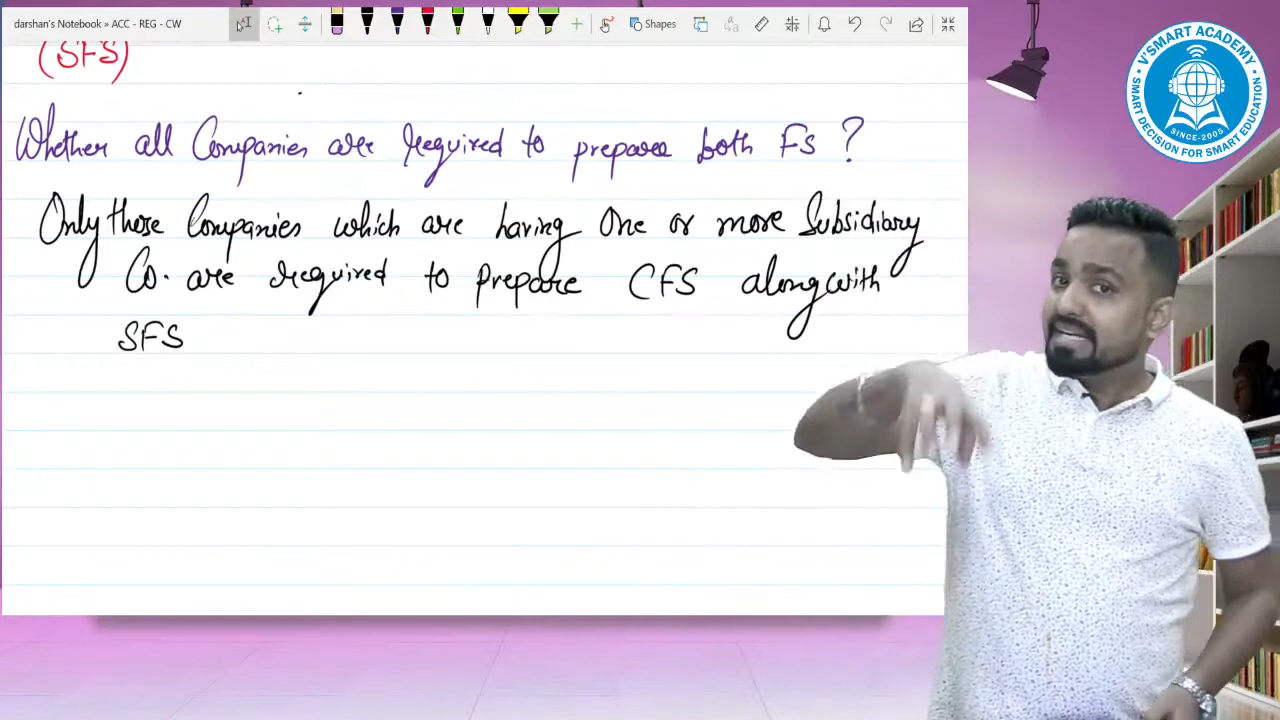 darshan's Notebook » ACC - REG - CW
Shapes
(SFS)
Whether all Companies are required to prepare both FS ?
Only those Companies which are having One or more Subsidiary
Co. are required to prepare CFS alongwith
SFS
V'SMART ACADEMY
SINCE-2005
SMART DECISION FOR SMART EDUCATION